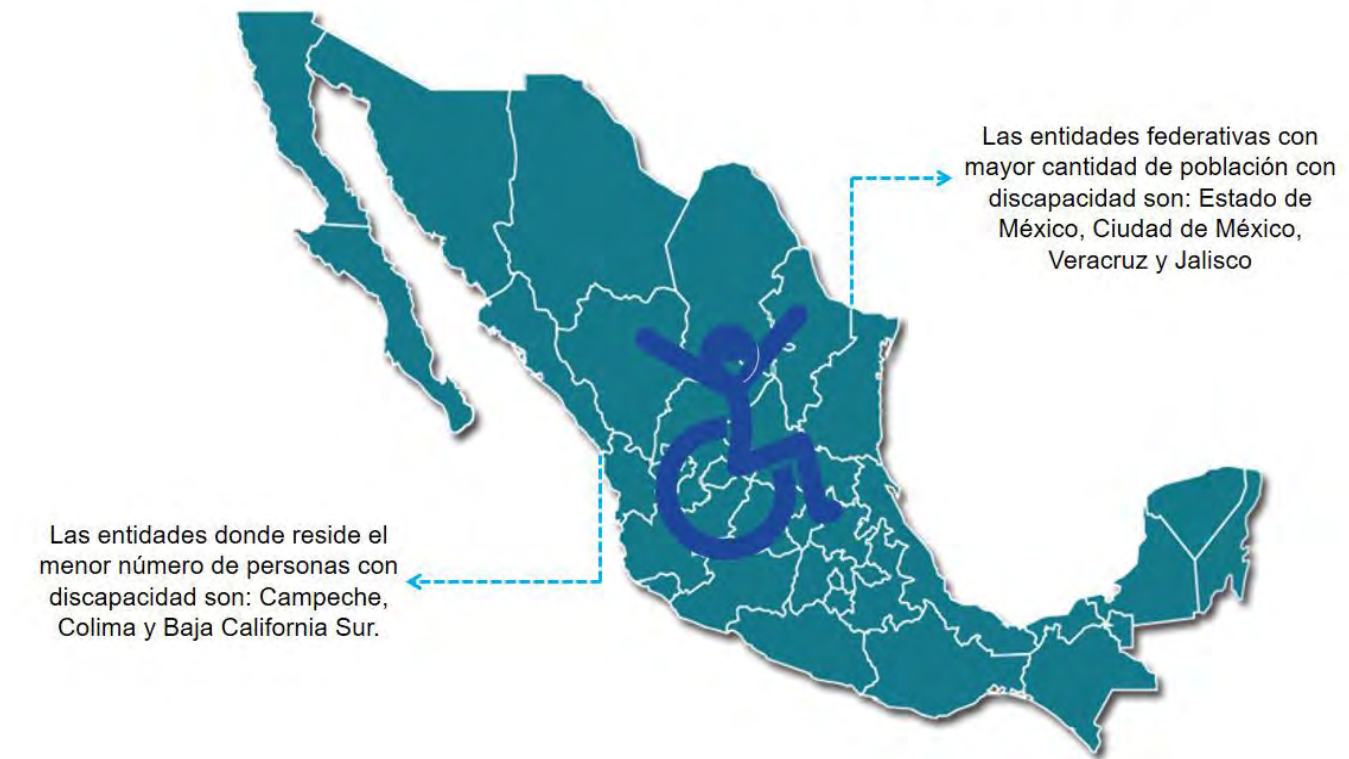 Las entidades federativas con
mayor cantidad de población con
discapacidad son: Estado de
México, Ciudad de México,
Veracruz y Jalisco
Las entidades donde reside el
menor número de personas con
discapacidad son: Campeche,
Colima y Baja California Sur.